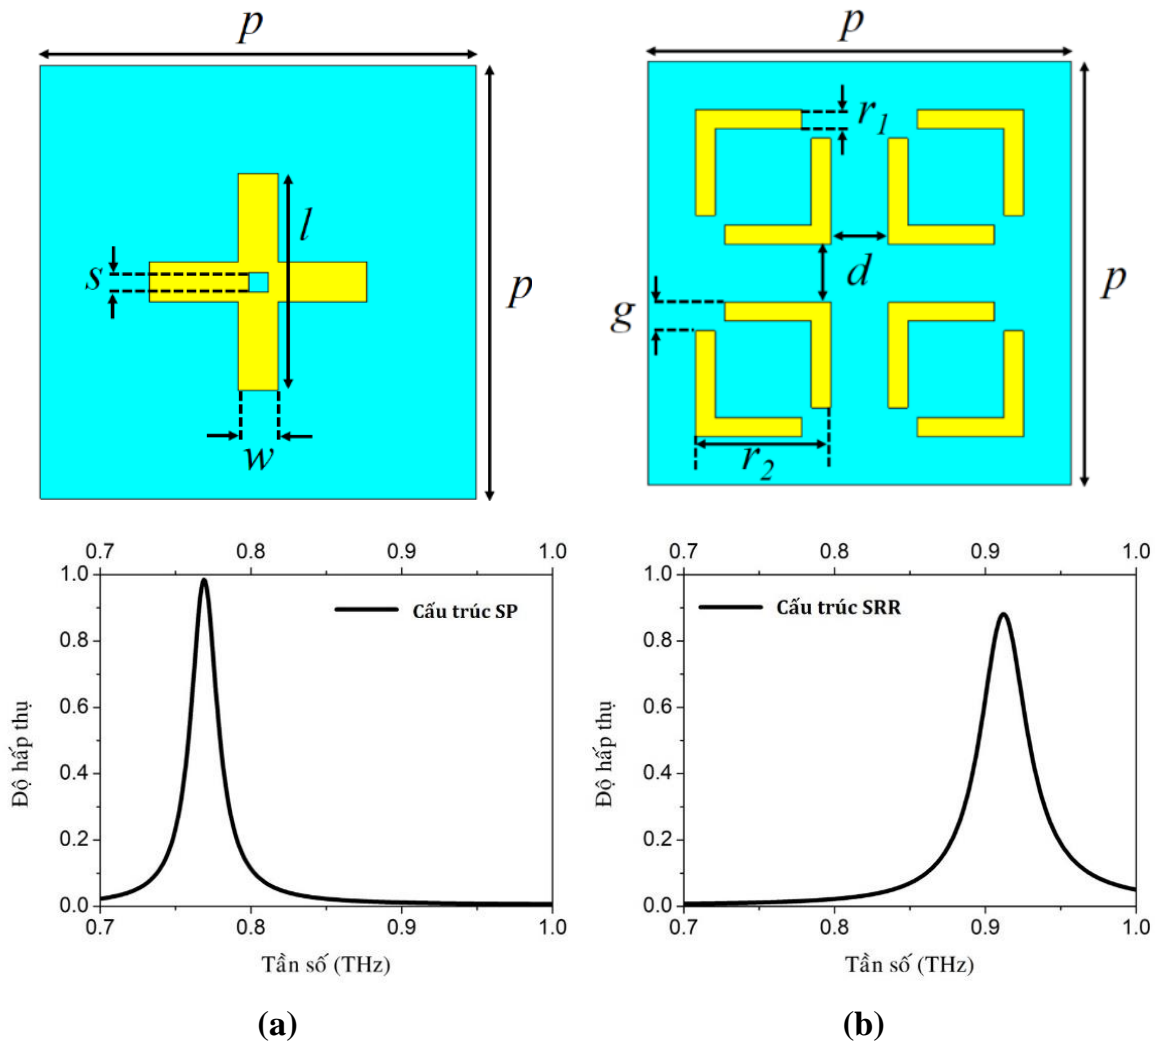 p
p
l
s
w
p
p
r1
d
g
r2
0.7 0.8 0.9 1.0
1.0
0.8
0.6
0.4
0.2
0.0
Độ hấp thụ
Cấu trúc SP
0.7 0.8 0.9 1.0
Tần số (THz)
(a)
0.7 0.8 0.9 1.0
1.0
0.8
0.6
0.4
0.2
0.0
Độ hấp thụ
Cấu trúc SRR
0.7 0.8 0.9 1.0
Tần số (THz)
(b)